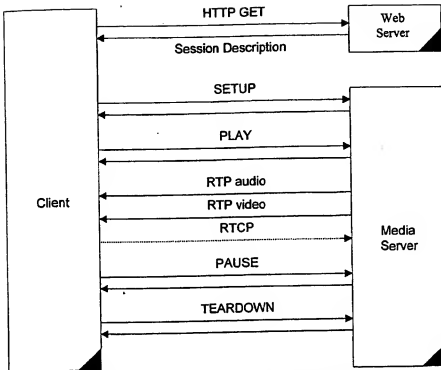 HTTP GET
Web
Server
Session Description
SETUP
PLAY
RTP audio
Client
RTP video
RTCP
Media
Server
PAUSE
TEARDOWN